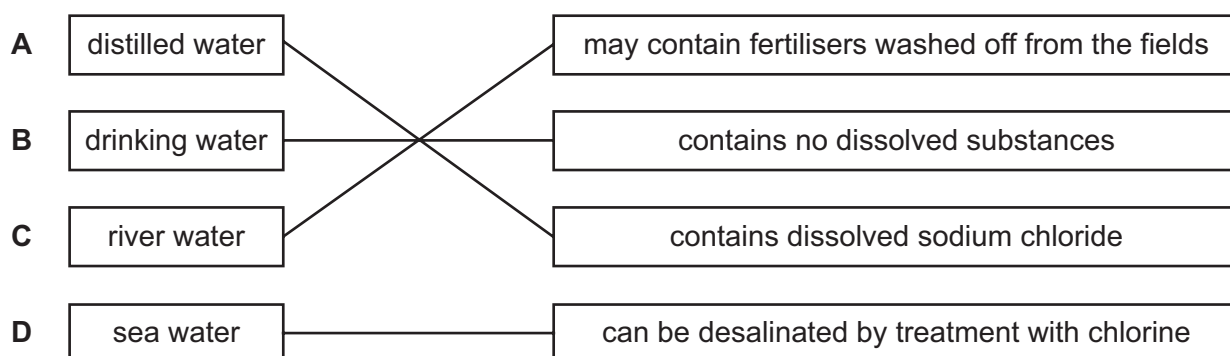 A distilled water may contain fertilisers washed off from the fields
B drinking water contains no dissolved substances
C river water contains dissolved sodium chloride
D sea water can be desalinated by treatment with chlorine